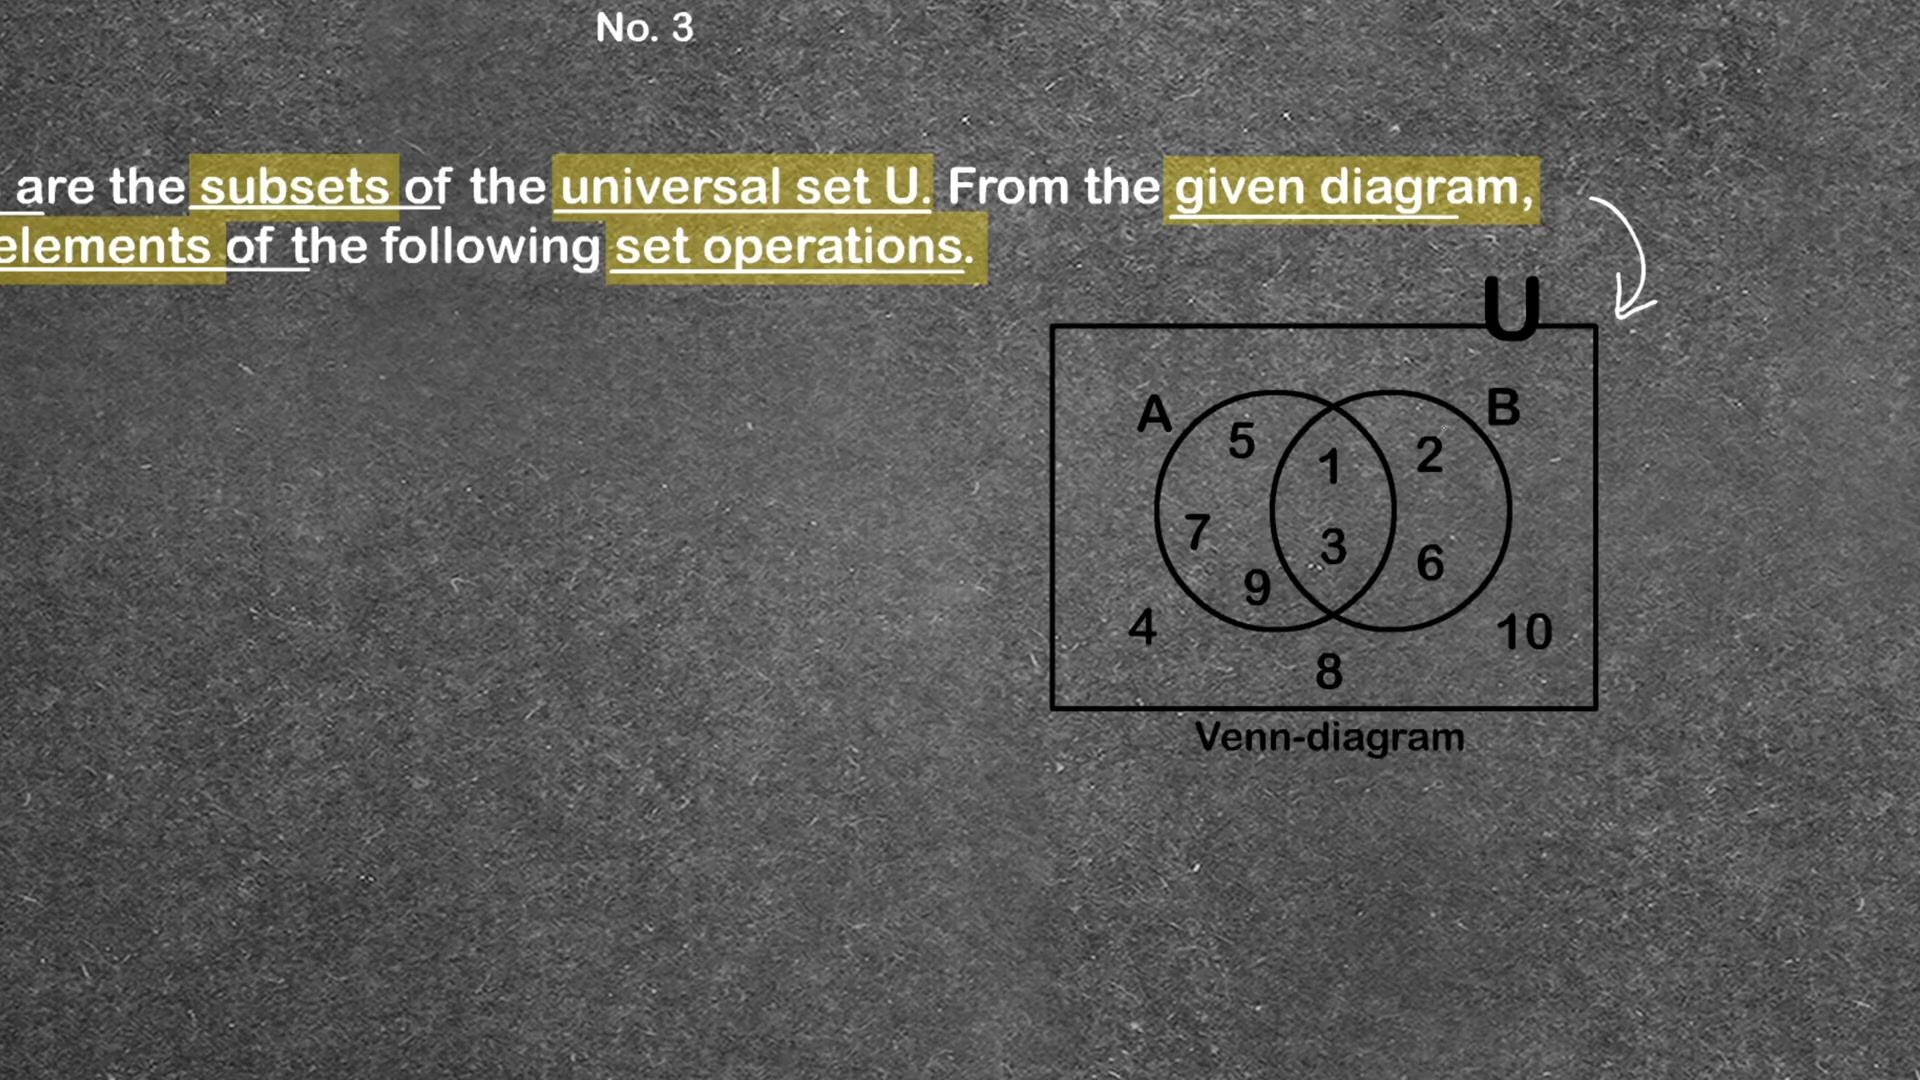 No. 3
are the subsets of the universal set U. From the given diagram,
elements of the following set operations.
U
A
B
5
1
2
7
3
6
9
4
10
8
Venn-diagram